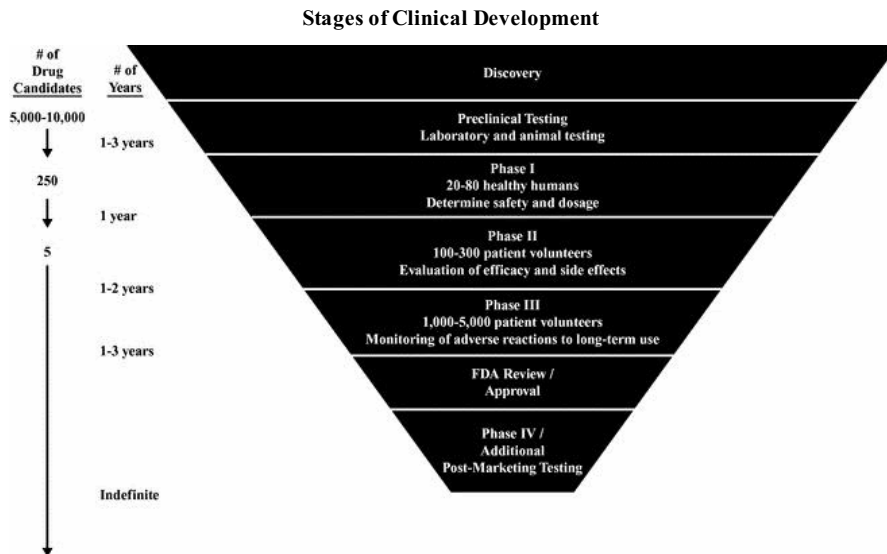 Stages of Clinical Development
# of
Drug
Candidates
# of
Years
5,000-10,000
1-3 years
250
1 year
5
1-2 years
1-3 years
Indefinite
Discovery
Preclinical Testing
Laboratory and animal testing
Phase I
20-80 healthy humans
Determine safety and dosage
Phase II
100-300 patient volunteers
Evaluation of efficacy and side effects
Phase III
1,000-5,000 patient volunteers
Monitoring of adverse reactions to long-term use
FDA Review /
Approval
Phase IV /
Additional
Post-Marketing Testing